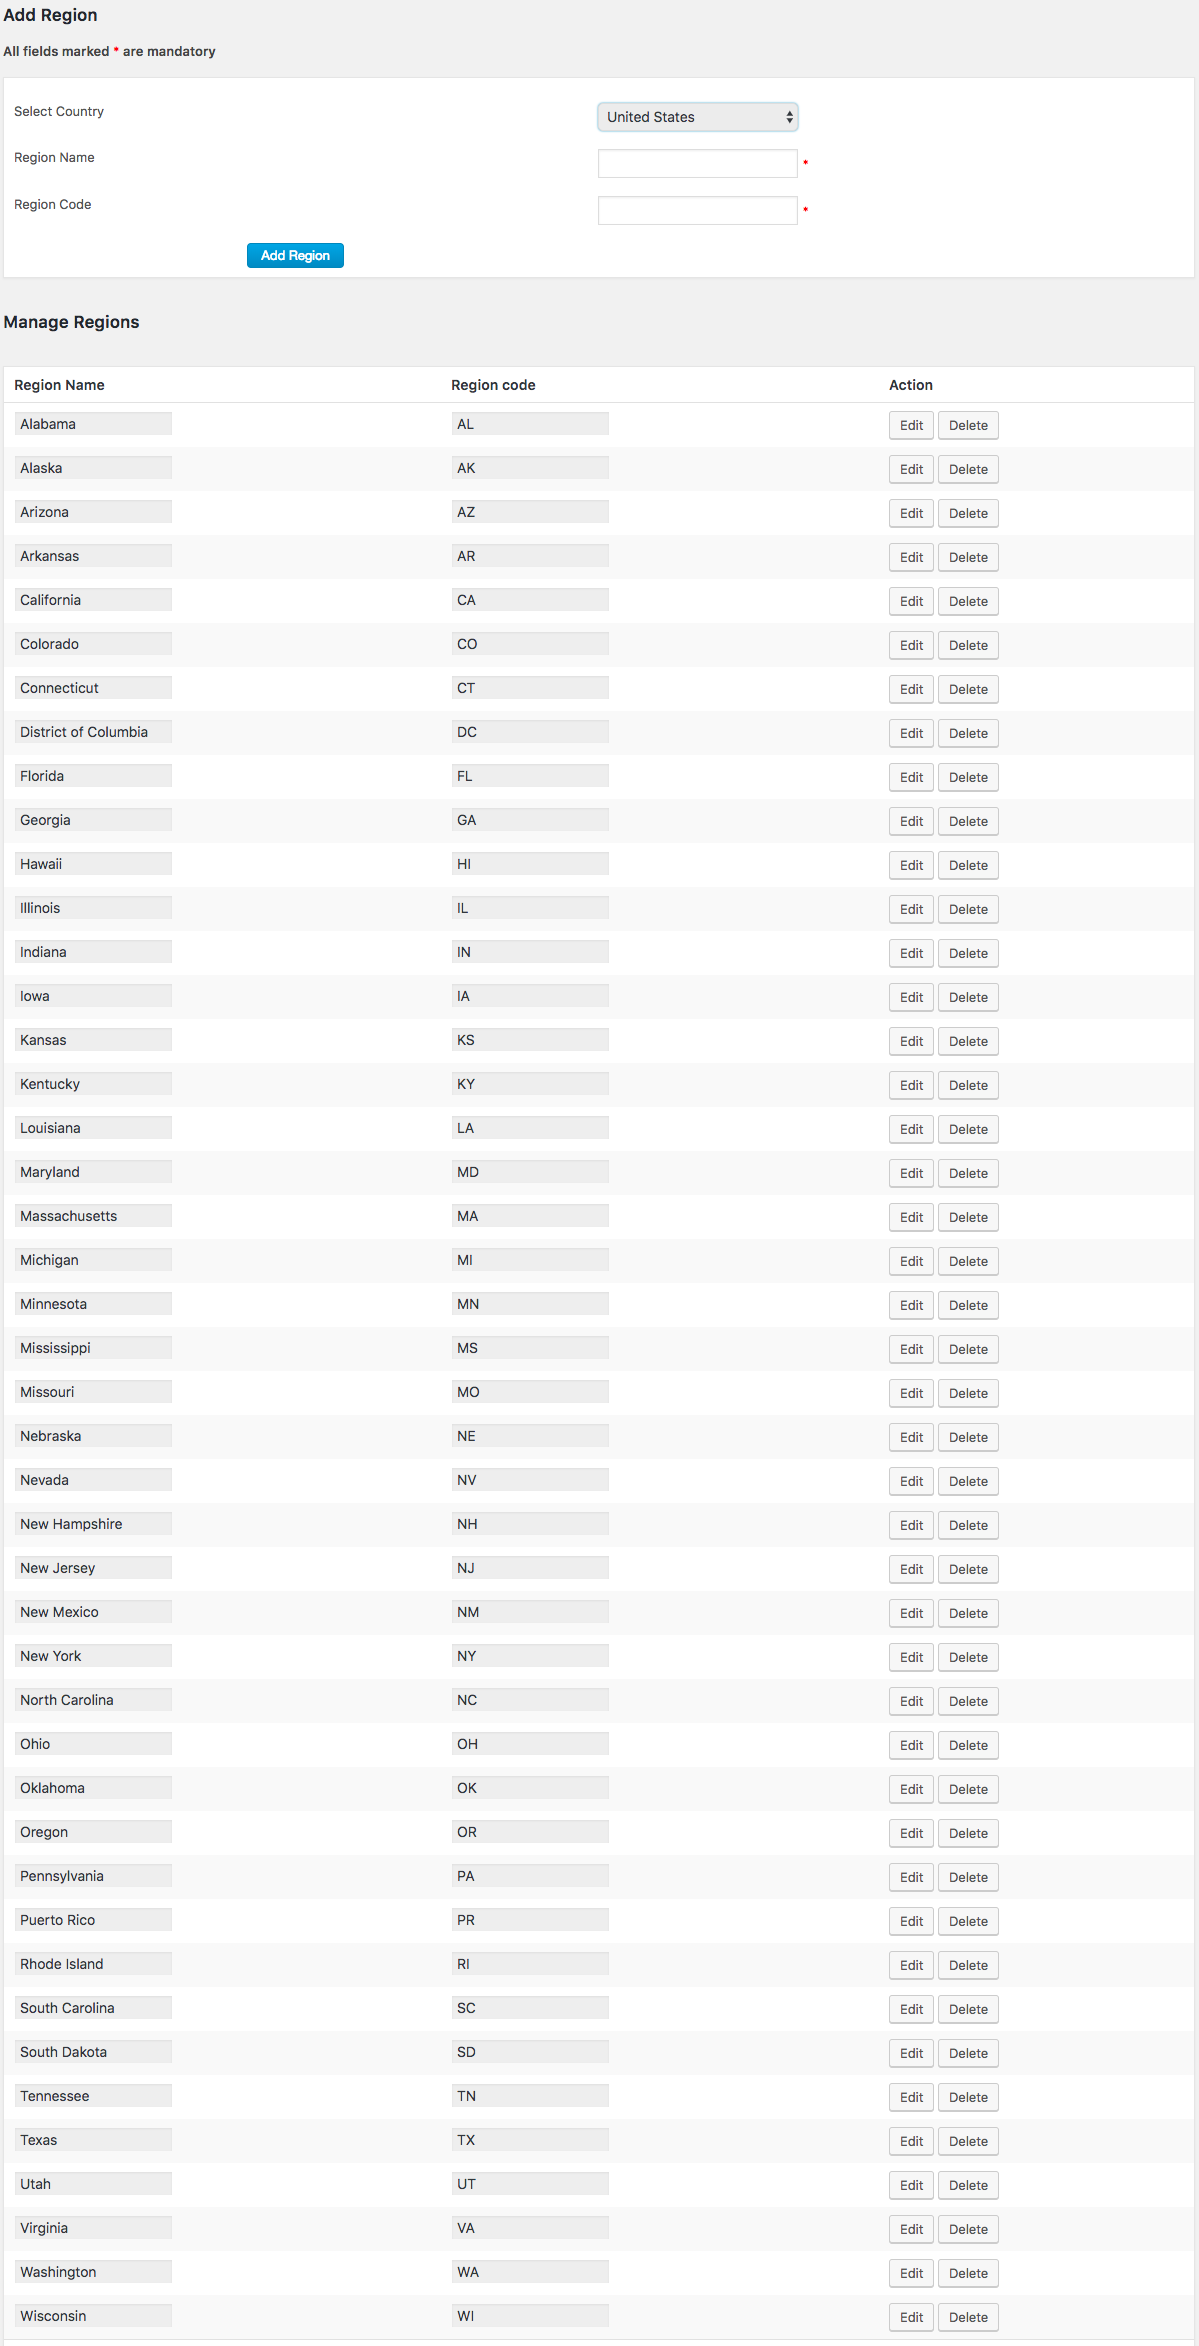 Add Region
All fields marked * are mandatory
Select Country United States
Region Name *
Region Code *
Add Region
Manage Regions
Region Name Region code Action
Alabama AL Edit Delete
Alaska AK Edit Delete
Arizona AZ Edit Delete
Arkansas AR Edit Delete
California CA Edit Delete
Colorado CO Edit Delete
Connecticut CT Edit Delete
District of Columbia DC Edit Delete
Florida FL Edit Delete
Georgia GA Edit Delete
Hawaii HI Edit Delete
Illinois IL Edit Delete
Indiana IN Edit Delete
Iowa IA Edit Delete
Kansas KS Edit Delete
Kentucky KY Edit Delete
Louisiana LA Edit Delete
Maryland MD Edit Delete
Massachusetts MA Edit Delete
Michigan MI Edit Delete
Minnesota MN Edit Delete
Mississippi MS Edit Delete
Missouri MO Edit Delete
Nebraska NE Edit Delete
Nevada NV Edit Delete
New Hampshire NH Edit Delete
New Jersey NJ Edit Delete
New Mexico NM Edit Delete
New York NY Edit Delete
North Carolina NC Edit Delete
Ohio OH Edit Delete
Oklahoma OK Edit Delete
Oregon OR Edit Delete
Pennsylvania PA Edit Delete
Puerto Rico PR Edit Delete
Rhode Island RI Edit Delete
South Carolina SC Edit Delete
South Dakota SD Edit Delete
Tennessee TN Edit Delete
Texas TX Edit Delete
Utah UT Edit Delete
Virginia VA Edit Delete
Washington WA Edit Delete
Wisconsin WI Edit Delete